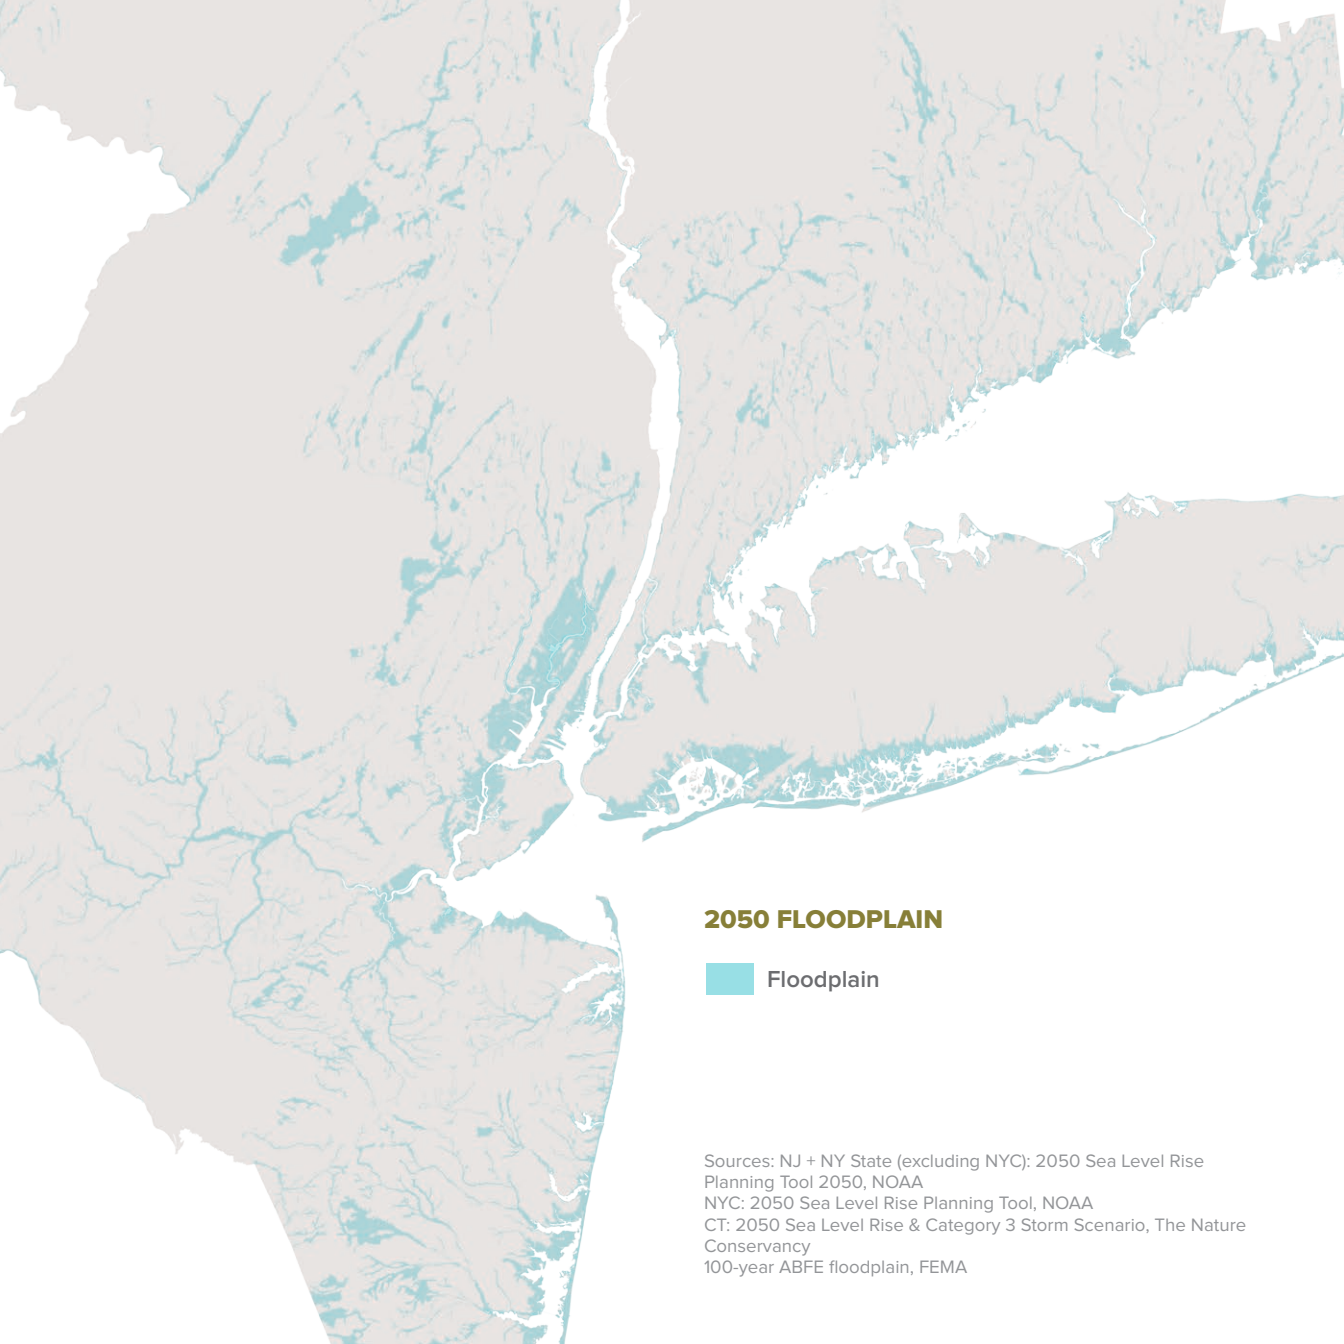 2050 FLOODPLAIN
Floodplain
Sources: NJ + NY State (excluding NYC): 2050 Sea Level Rise
Planning Tool 2050, NOAA
NYC: 2050 Sea Level Rise Planning Tool, NOAA
CT: 2050 Sea Level Rise & Category 3 Storm Scenario, The Nature
Conservancy
100-year ABFE floodplain, FEMA